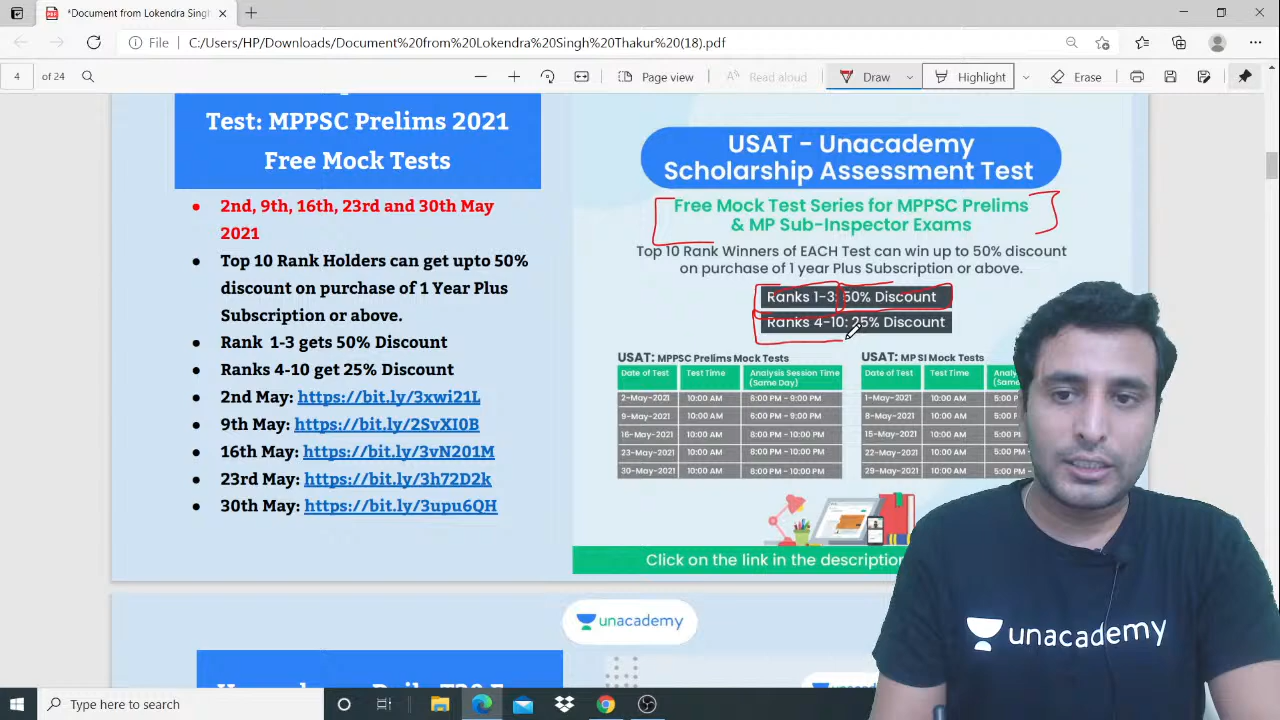 *Document from Lokendra Singh
File
C:/Users/HP/Downloads/Document%20from%20Lokendra%20Singh%20Thakur%20(18).pdf
4
of 24
Page view
Read aloud
Draw
Highlight
Erase
Test: MPPSC Prelims 2021
Free Mock Tests
• 2nd, 9th, 16th, 23rd and 30th May
2021
• Top 10 Rank Holders can get upto 50%
discount on purchase of 1 Year Plus
Subscription or above.
• Rank 1-3 gets 50% Discount
• Ranks 4-10 get 25% Discount
• 2nd May: https://bit.ly/3xwi21L
• 9th May: https://bit.ly/2SvXI0B
• 16th May: https://bit.ly/3vN201M
• 23rd May: https://bit.ly/3h72D2k
• 30th May: https://bit.ly/3upu6QH
USAT - Unacademy
Scholarship Assessment Test
Free Mock Test Series for MPPSC Prelims
& MP Sub-Inspector Exams
Top 10 Rank Winners of EACH Test can win up to 50% discount
on purchase of 1 year Plus Subscription or above.
Ranks 1-3: 50% Discount
Ranks 4-10: 25% Discount
USAT: MPPSC Prelims Mock Tests
Date of Test Test Time Analysis Session Time
(Same Day)
2-May-2021 10:00 AM 6:00 PM - 9:00 PM
9-May-2021 10:00 AM 6:00 PM - 9:00 PM
16-May-2021 10:00 AM 8:00 PM - 10:00 PM
23-May-2021 10:00 AM 8:00 PM - 10:00 PM
30-May-2021 10:00 AM 8:00 PM - 10:00 PM
USAT: MP SI Mock Tests
Date of Test Test Time
1-May-2021 10:00 AM 5:00 P
8-May-2021 10:00 AM 5:00 P
15-May-2021 10:00 AM 5:00 P
22-May-2021 10:00 AM 5:00 PM
29-May-2021 10:00 AM 5:00 PM -
Click on the link in the description
unacademy
unacademy
Type here to search